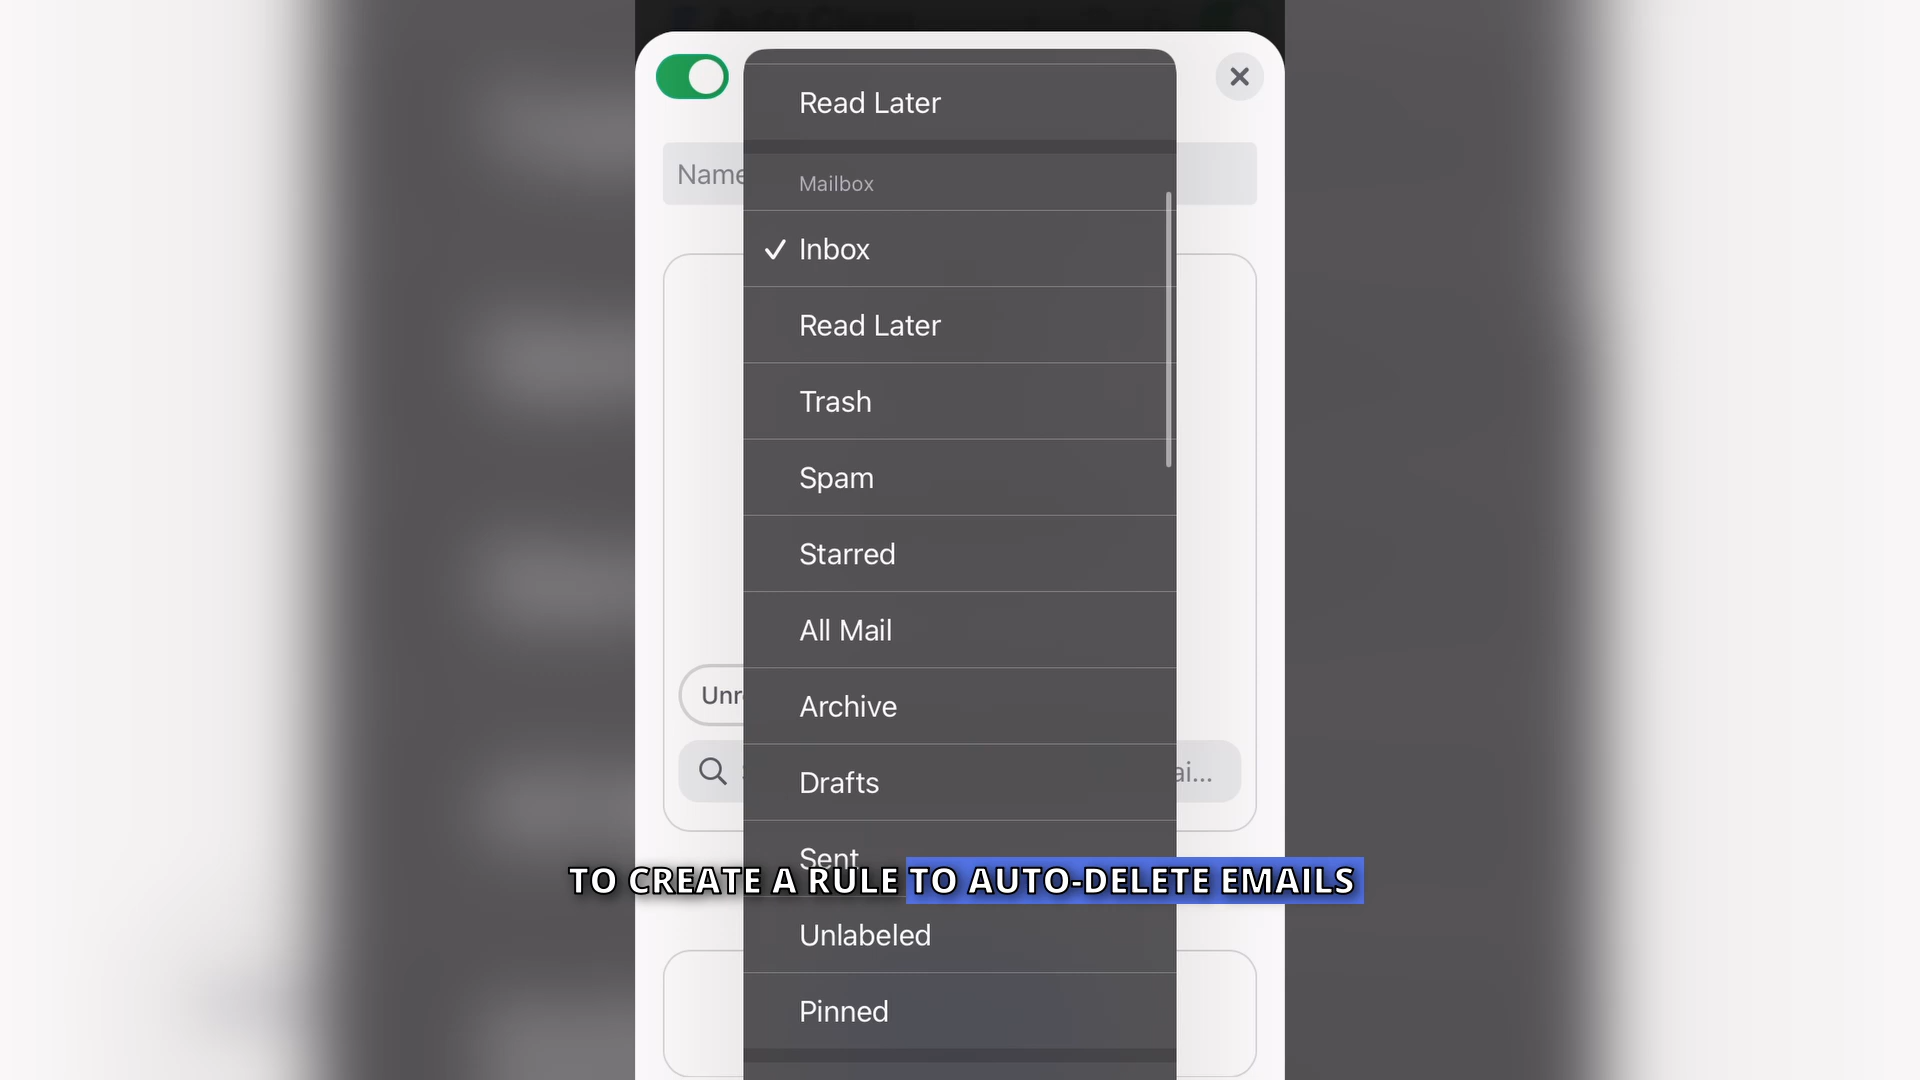 Read Later
Name
Mailbox
Inbox
Read Later
Trash
Spam
Starred
All Mail
Archive
Unr
Drafts
ai...
Sent
TO CREATE A RULE TO AUTO-DELETE EMAILS
Unlabeled
Pinned